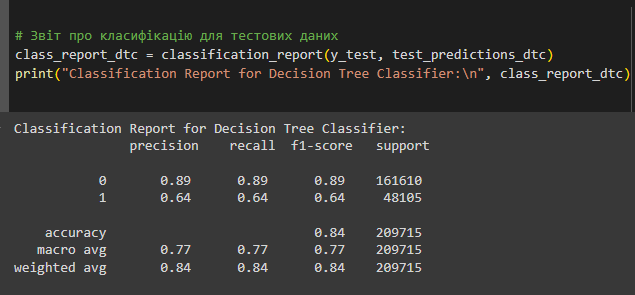 # Звіт про класифікацію для тестових даних
class_report_dtc = classification_report(y_test, test_predictions_dtc)
print("Classification Report for Decision Tree Classifier:\n", class_report_dtc)
Classification Report for Decision Tree Classifier:
precision recall f1-score support
0 0.89 0.89 0.89 161610
1 0.64 0.64 0.64 48105
accuracy 0.84 209715
macro avg 0.77 0.77 0.77 209715
weighted avg 0.84 0.84 0.84 209715